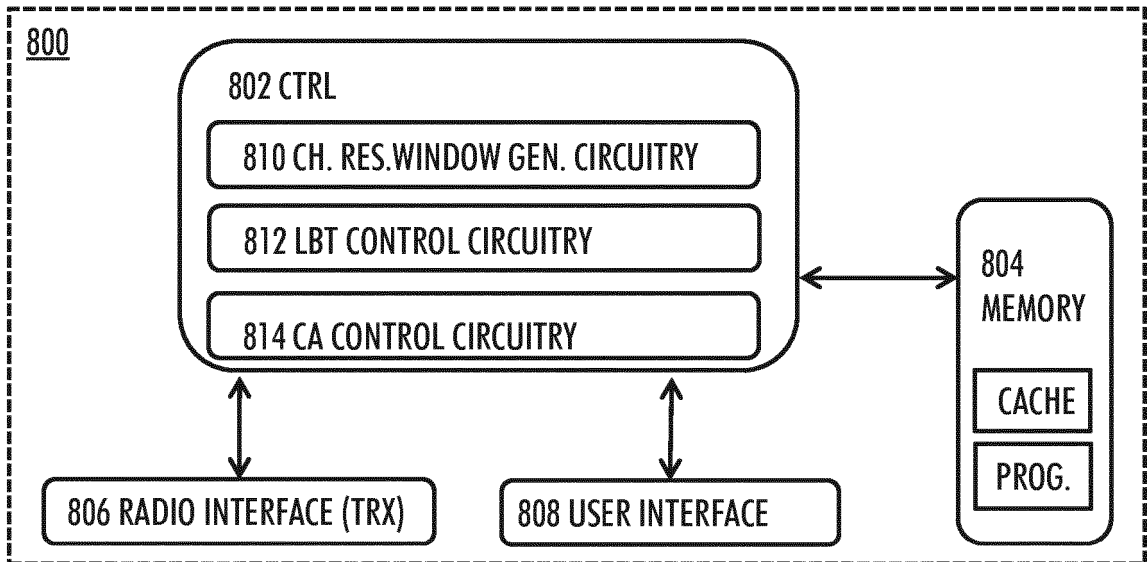 800
802 CTRL
810 CH. RES.WINDOW GEN. CIRCUITRY
812 LBT CONTROL CIRCUITRY
814 CA CONTROL CIRCUITRY
804
MEMORY
CACHE
PROG.
806 RADIO INTERFACE (TRX)
808 USER INTERFACE